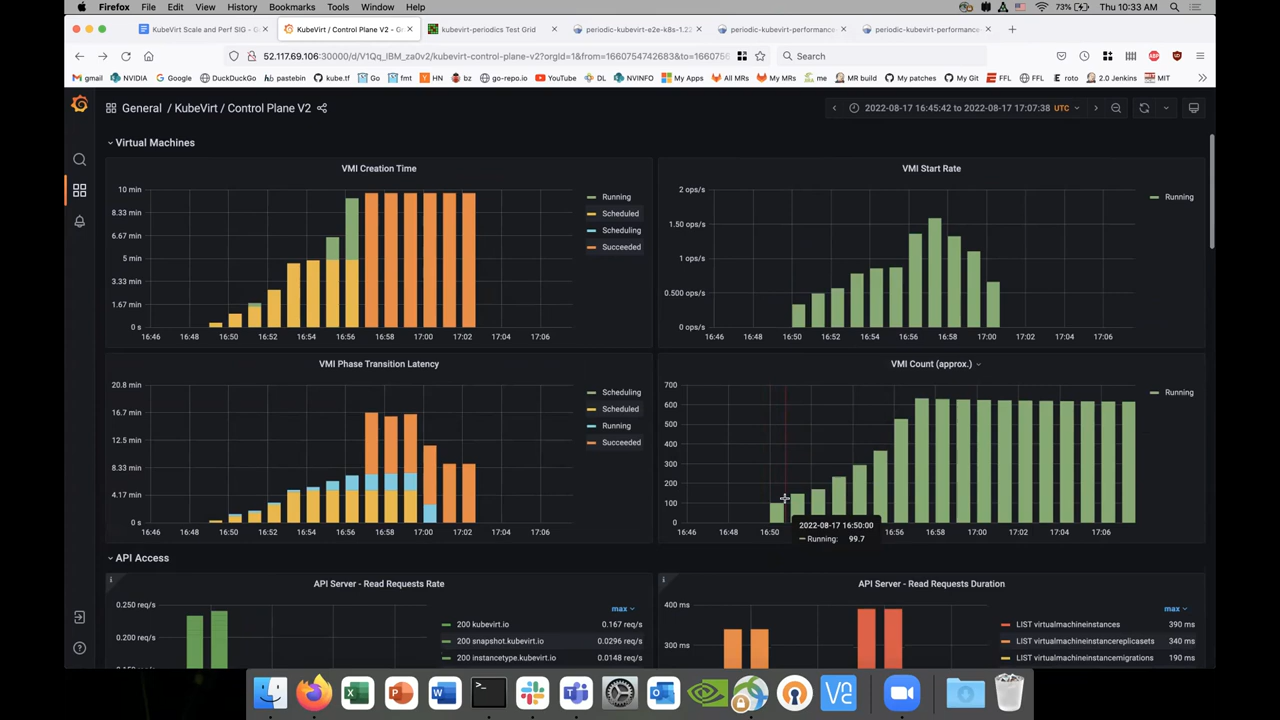 Firefox File Edit View History Bookmarks Tools Window Help 73% Thu 10:33 AM
KubeVirt Scale and Perf SIG - G KubeVirt / Control Plane V2 - Gr kubevirt-periodics Test Grid periodic-kubevirt-e2e-k8s-1.22 periodic-kubevirt-performance periodic-kubevirt-performance
52.117.69.106:30000/d/V1Qq_IBM_za0v2/kubevirt-control-plane-v2?orgId=1&from=1660754742683&to=16607 Search
gmail NVIDIA Google DuckDuckGo pastebin kube.tf Goq fmt HN bz go-repo.io YouTube DL NVINFO My Apps All MRs My MRs me MR build My patches My Git FFL FFL eroto 2.0 Jenkins MIT
General / KubeVirt / Control Plane V2
2022-08-17 16:45:42 to 2022-08-17 17:07:38 UTC
Virtual Machines
VMI Creation Time
10 min
8.33 min
6.67 min
5 min
3.33 min
1.67 min
0 s
16:46 16:48 16:50 16:52 16:54 16:56 16:58 17:00 17:02 17:04 17:06
Running
Scheduled
Scheduling
Succeeded
VMI Start Rate
2 ops/s
1.50 ops/s
1 ops/s
0.500 ops/s
0 ops/s
16:46 16:48 16:50 16:52 16:54 16:56 16:58 17:00 17:02 17:04 17:06
Running
VMI Phase Transition Latency
20.8 min
16.7 min
12.5 min
8.33 min
4.17 min
0 s
16:46 16:48 16:50 16:52 16:54 16:56 16:58 17:00 17:02 17:04 17:06
Scheduling
Scheduled
Running
Succeeded
VMI Count (approx.)
700
600
500
400
300
200
100
0
16:46 16:48 16:50 16:56 16:58 17:00 17:02 17:04 17:06
Running
2022-08-17 16:50:00
Running: 99.7
API Access
API Server - Read Requests Rate
0.250 req/s
0.200 req/s
max
200 kubevirt.io 0.167 req/s
200 snapshot.kubevirt.io 0.0296 req/s
200 instancetype.kubevirt.io 0.0148 req/s
API Server - Read Requests Duration
400 ms
300 ms
max
LIST virtualmachineinstances 390 ms
LIST virtualmachineinstancereplicasets 340 ms
LIST virtualmachineinstancemigrations 190 ms